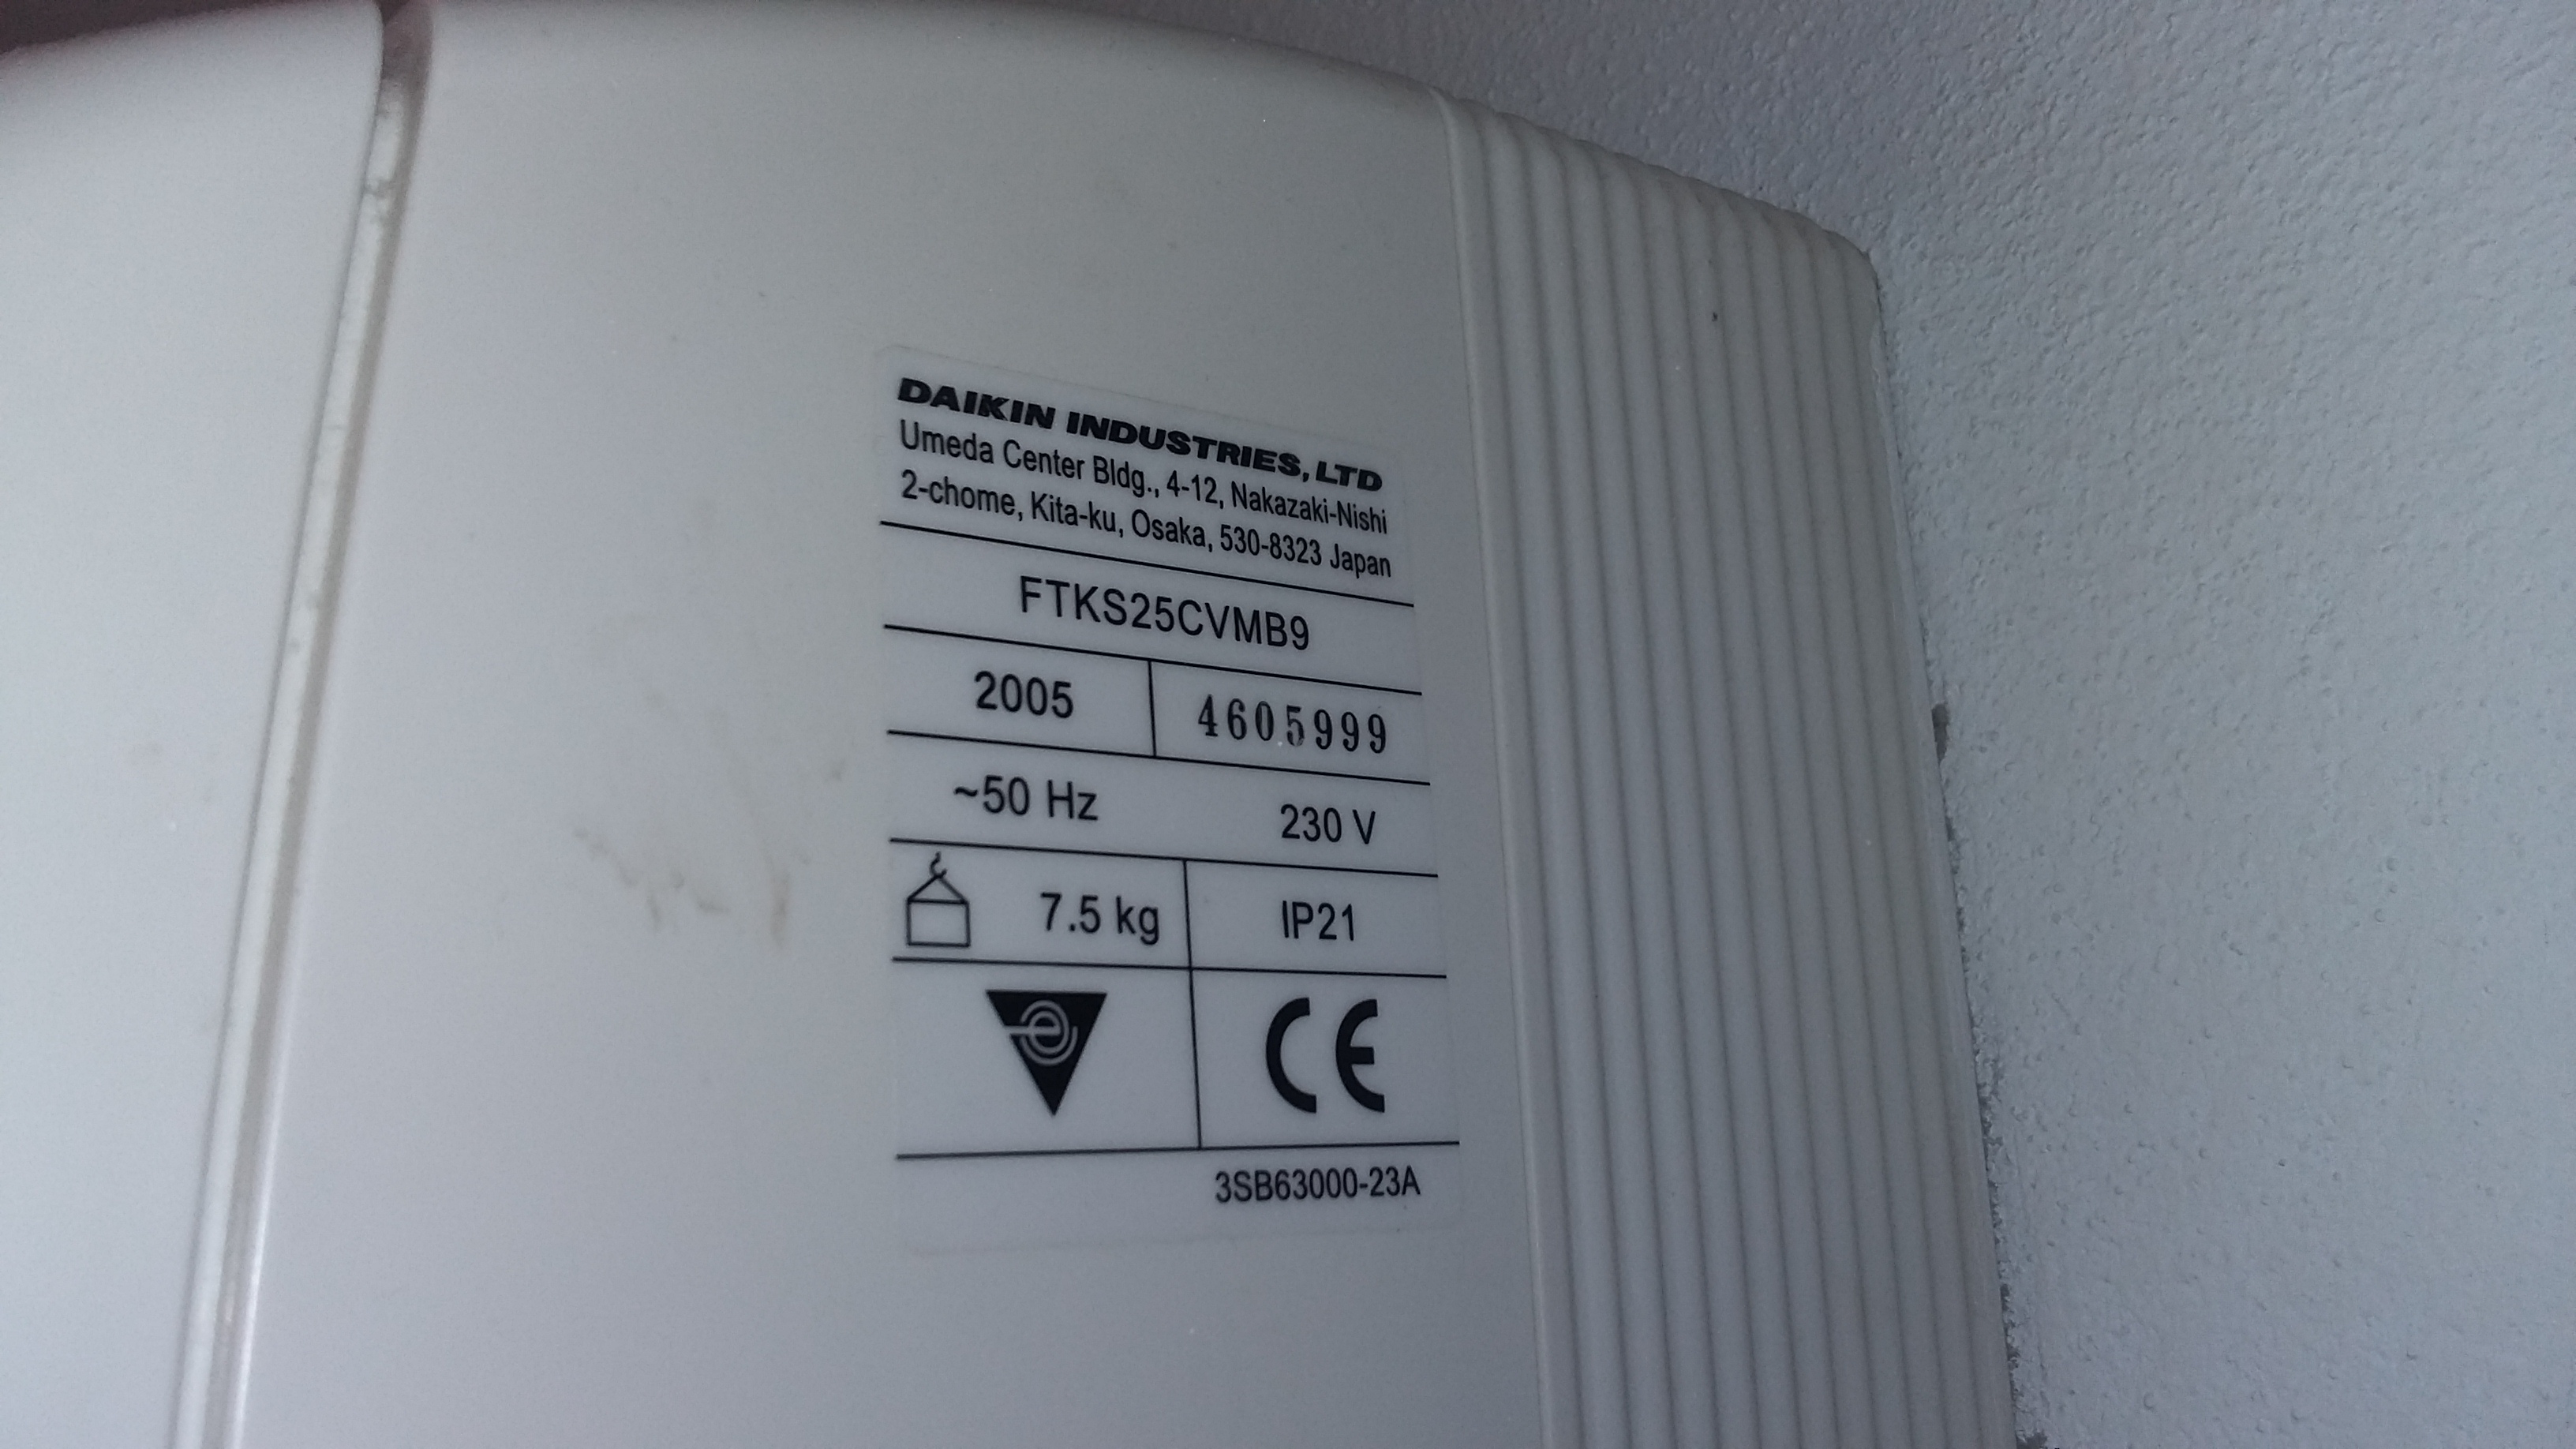 DAIKIN INDUSTRIES, LTD
Umeda Center Bldg., 4-12, Nakazaki-Nishi
2-chome, Kita-ku, Osaka, 530-8323 Japan
FTKS25CVMB9
2005 4605999
~50 Hz 230 V
7.5 kg IP21
e CE
3SB63000-23A